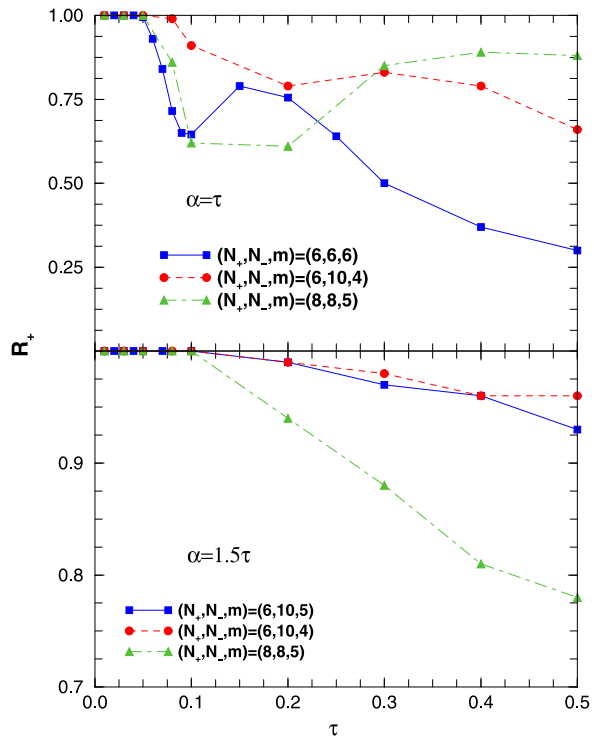 1.00
0.75
0.50
0.25
α=τ
(N₊,N₋,m)=(6,6,6)
(N₊,N₋,m)=(6,10,4)
(N₊,N₋,m)=(8,8,5)
R₊
0.9
0.8
0.7
α=1.5τ
(N₊,N₋,m)=(6,10,5)
(N₊,N₋,m)=(6,10,4)
(N₊,N₋,m)=(8,8,5)
0.0 0.1 0.2 0.3 0.4 0.5
τ